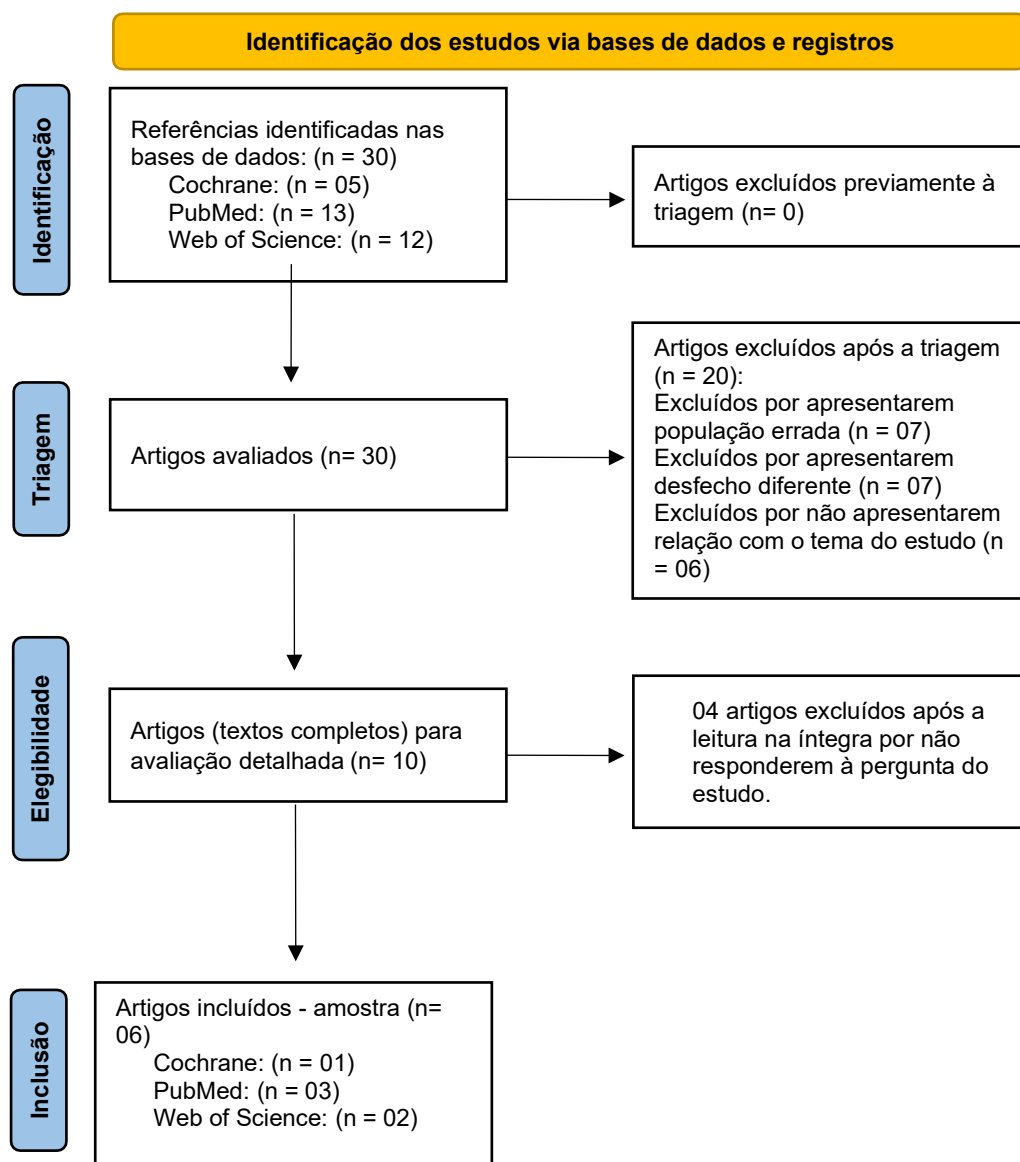 Identificação dos estudos via bases de dados e registros
Identificação
Referências identificadas nas
bases de dados: (n = 30)
Cochrane: (n = 05)
PubMed: (n = 13)
Web of Science: (n = 12)
Artigos excluídos previamente à
triagem (n= 0)
Triagem
Artigos avaliados (n= 30)
Artigos excluídos após a triagem
(n = 20):
Excluídos por apresentarem
população errada (n = 07)
Excluídos por apresentarem
desfecho diferente (n = 07)
Excluídos por não apresentarem
relação com o tema do estudo (n
= 06)
Elegibilidade
Artigos (textos completos) para
avaliação detalhada (n= 10)
04 artigos excluídos após a
leitura na íntegra por não
responderem à pergunta do
estudo.
Inclusão
Artigos incluídos - amostra (n=
06)
Cochrane: (n = 01)
PubMed: (n = 03)
Web of Science: (n = 02)